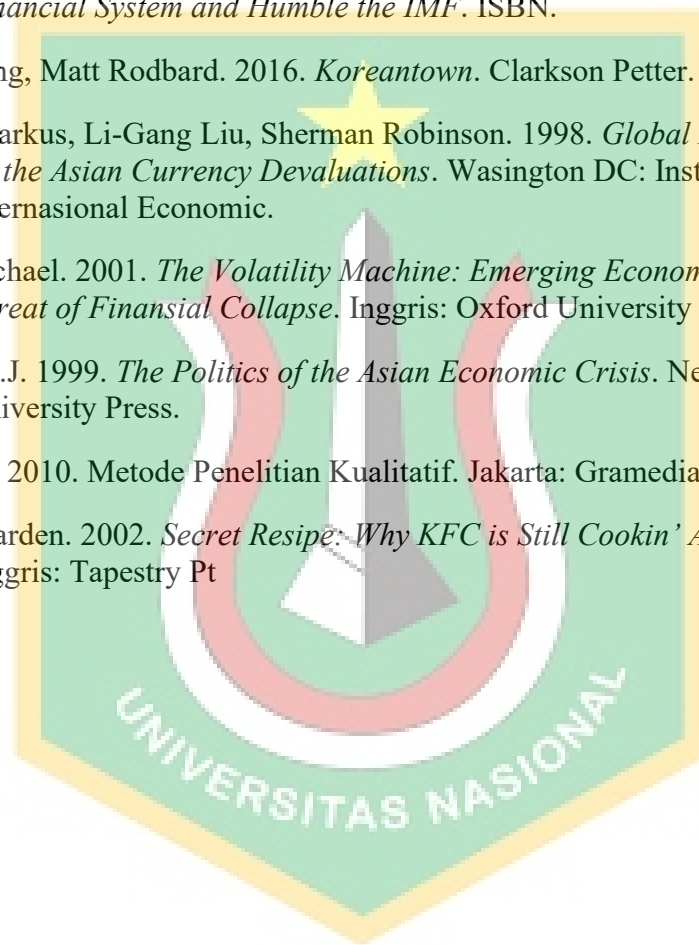 nancial System and Humble the IMF. ISBN.
ng, Matt Rodbard. 2016. Koreantown. Clarkson Petter.
arkus, Li-Gang Liu, Sherman Robinson. 1998. Global
the Asian Currency Devaluations. Wasington DC: Inst
ernasional Economic.
chael. 2001. The Volatility Machine: Emerging Econom
reat of Finansial Collapse. Inggris: Oxford University
.J. 1999. The Politics of the Asian Economic Crisis. Ne
iversity Press.
2010. Metode Penelitian Kualitatif. Jakarta: Gramedia
arden. 2002. Secret Resipe: Why KFC is Still Cookin' A
ggris: Tapestry Pt
UNIVERSITAS NASIONAL